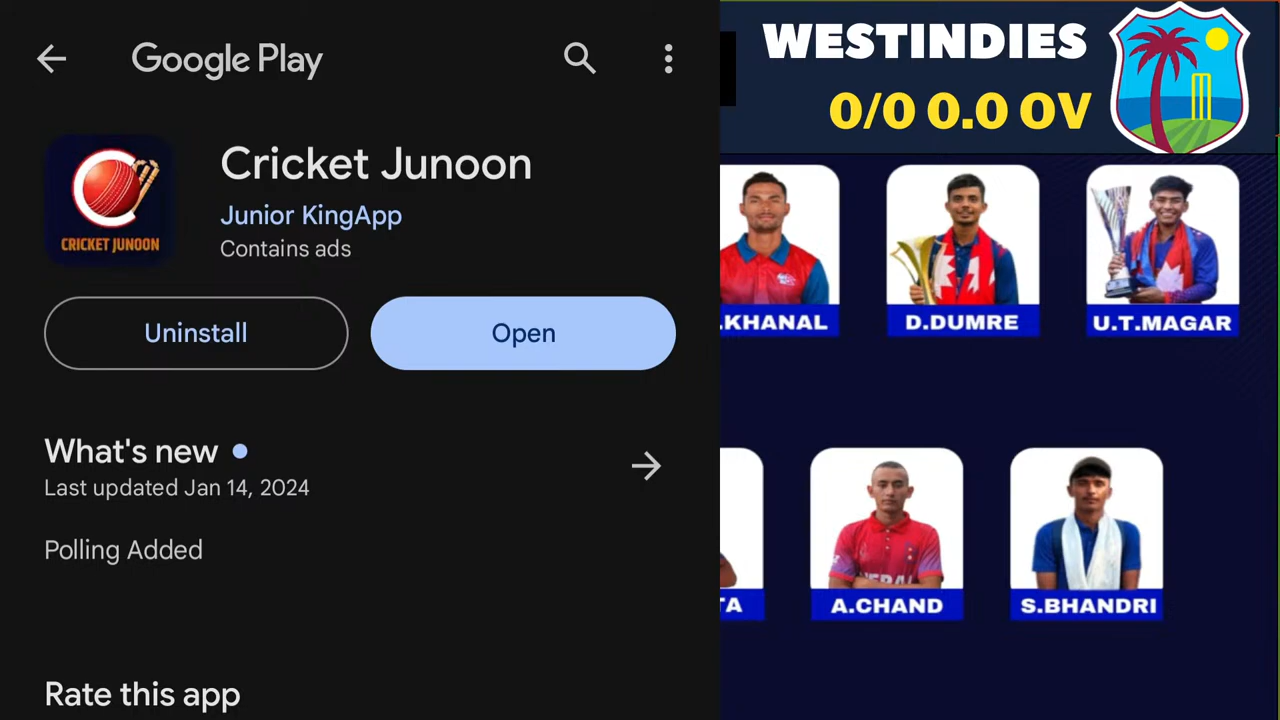 Google Play
CRICKET JUNOON
Cricket Junoon
Junior KingApp
Contains ads
Uninstall
Open
What's new
Last updated Jan 14, 2024
Polling Added
Rate this app
WESTINDIES
0/0 0.0 OV
.KHANAL
D.DUMRE
U.T.MAGAR
TA
A.CHAND
S.BHANDRI